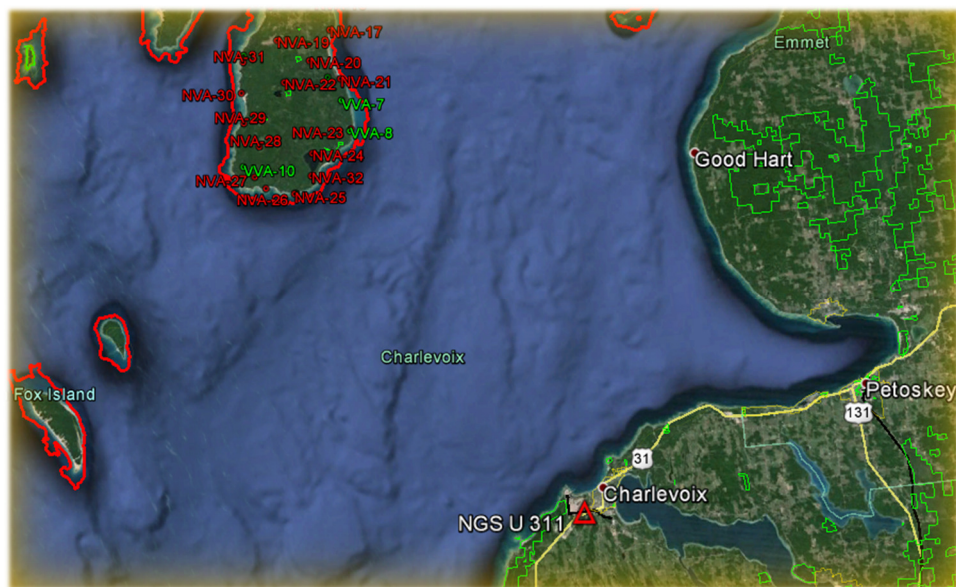 NVA-17
NVA-19
Emmet
NVA-31
NVA-20
NVA-22
NVA-21
NVA-30
VVA-7
NVA-29
NVA-23
VVA-8
NVA-28
NVA-24
Good Hart
VVA-10
NVA-27
NVA-32
NVA-26
NVA-25
Charlevoix
Fox Island
Petoskey
131
31
Charlevoix
NGS U 311